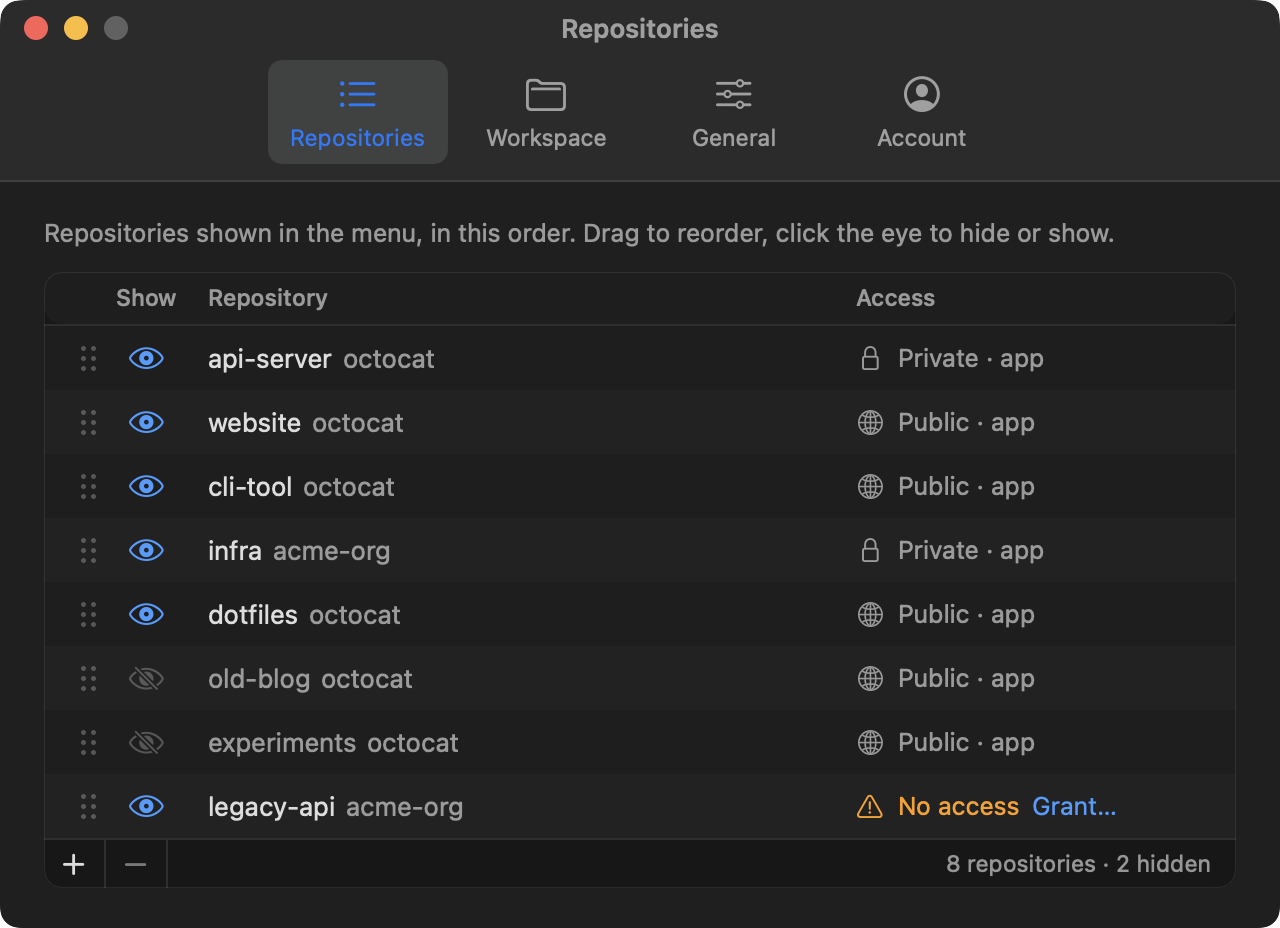 Repositories
Repositories Workspace General Account
Repositories shown in the menu, in this order. Drag to reorder, click the eye to hide or show.
Show Repository Access
api-server octocat Private · app
website octocat Public · app
cli-tool octocat Public · app
infra acme-org Private · app
dotfiles octocat Public · app
old-blog octocat Public · app
experiments octocat Public · app
legacy-api acme-org No access Grant...
8 repositories · 2 hidden